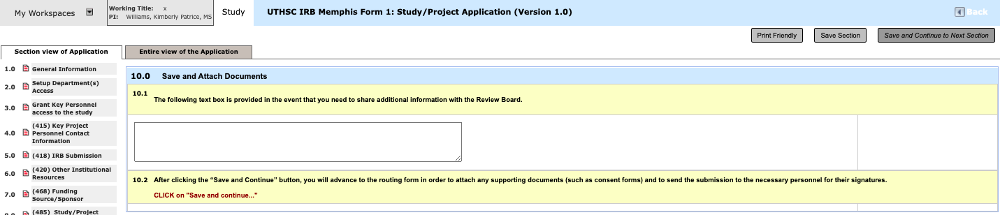 My Workspaces
Working Title: x
PI: Williams, Kimberly Patrice, MS
Study
UTHSC IRB Memphis Form 1: Study/Project Application (Version 1.0)
Back
Print Friendly
Save Section
Save and Continue to Next Section
Section view of Application
Entire view of the Application
1.0 General Information
2.0 Setup Department(s)
Access
3.0 Grant Key Personnel
access to the study
4.0 (415) Key Project
Personnel Contact
Information
5.0 (418) IRB Submission
6.0 (420) Other Institutional
Resources
7.0 (468) Funding
Source/Sponsor
8.0 (485) Study/Project
10.0 Save and Attach Documents
10.1
The following text box is provided in the event that you need to share additional information with the Review Board.
10.2 After clicking the “Save and Continue” button, you will advance to the routing form in order to attach any supporting documents (such as consent forms) and to send the submission to the necessary personnel for their signatures.
CLICK on "Save and continue..."